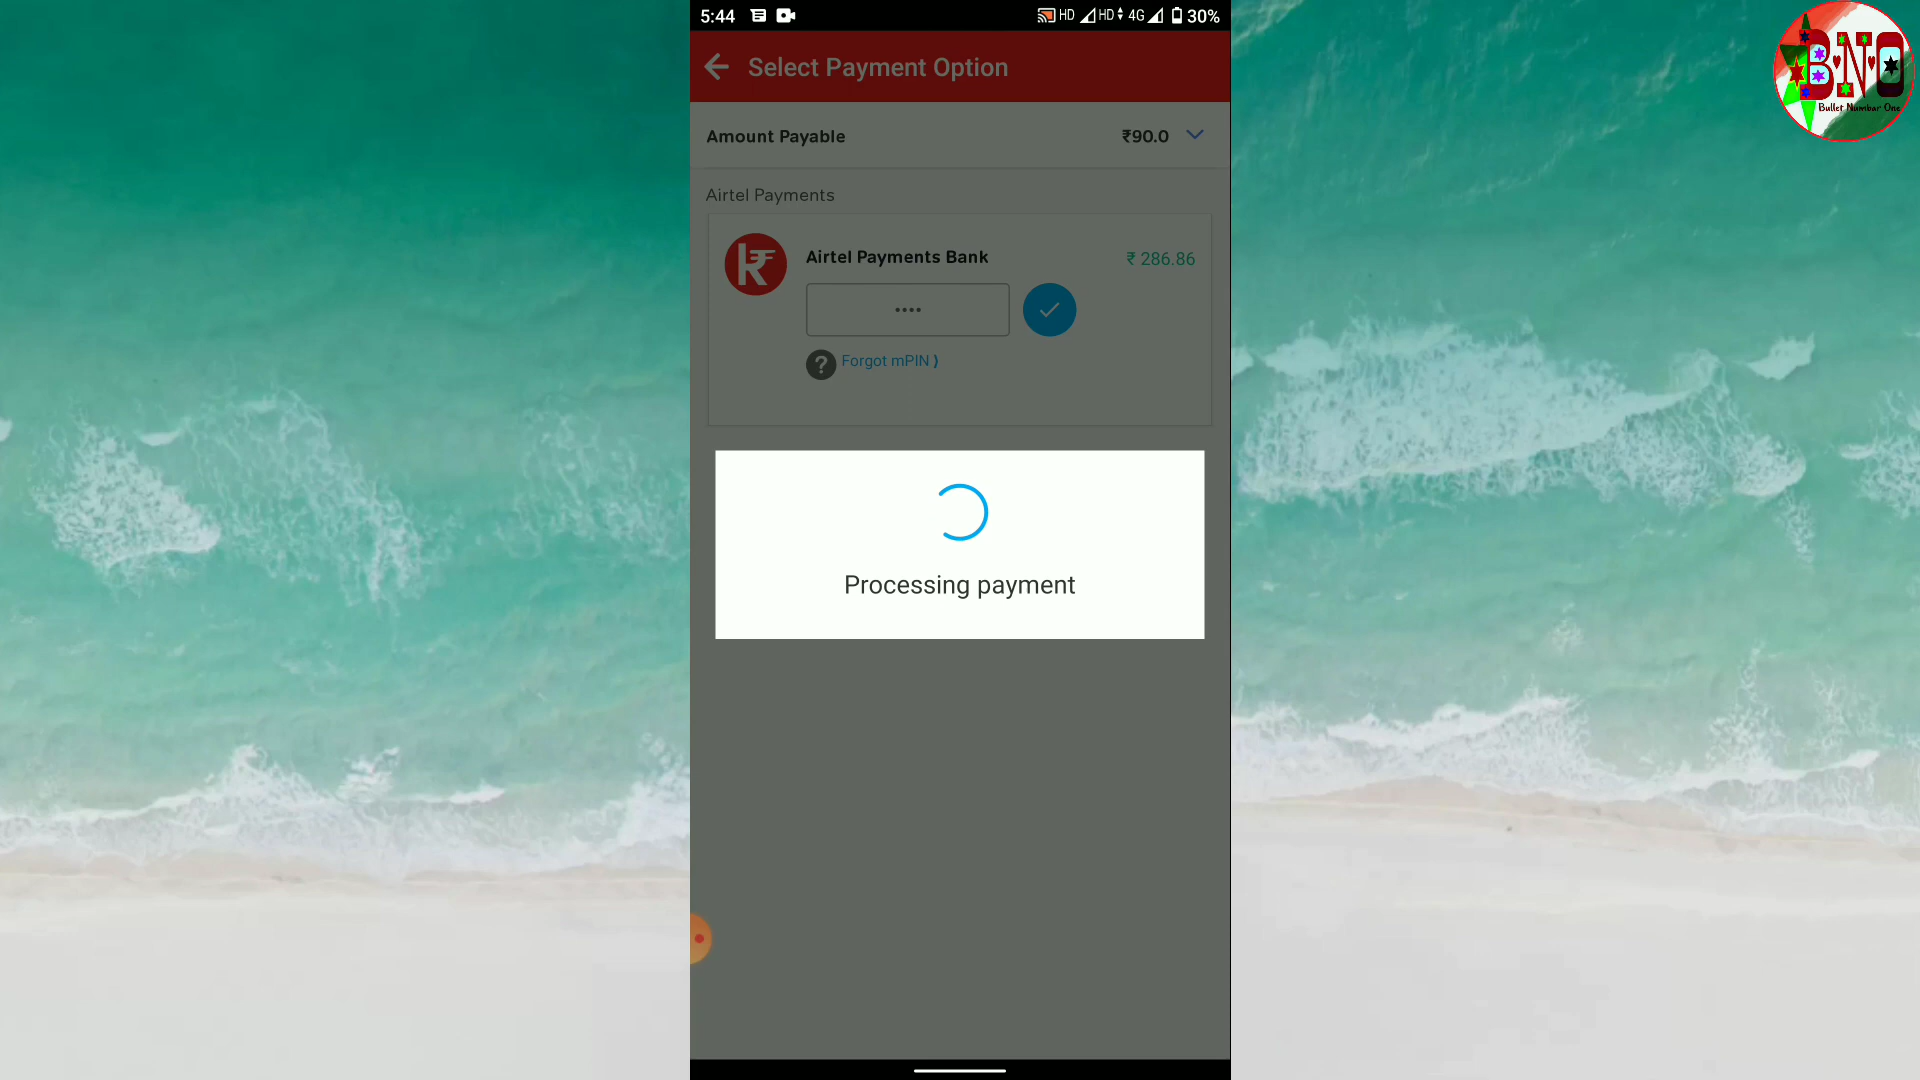 5:44 HD HD 4G 30%
Select Payment Option
Amount Payable ₹90.0
Airtel Payments
Airtel Payments Bank ₹ 286.86
••••
? Forgot mPIN ⟩
Processing payment
BNO
Bullet Number One